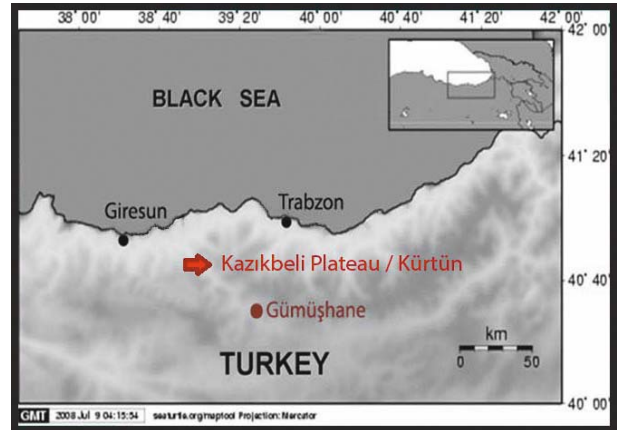 38˚ 00' 38˚ 40' 39˚ 20' 40˚ 00' 40˚ 40' 41˚ 20' 42˚ 00'
42˚ 00'
BLACK SEA
41˚ 20'
Giresun
Trabzon
Kazıkbeli Plateau / Kürtün
40˚ 40'
Gümüşhane
km
0 50
TURKEY
40˚ 00'
GMT 2008 Jul 9 04:15:54 seaturtle.org/maptool Projection: Mercator